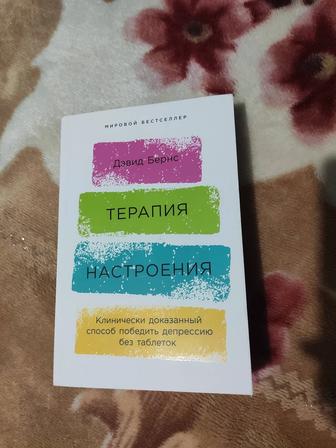 МИРОВОЙ БЕСТСЕЛЛЕР
Дэвид Бернс
ТЕРАПИЯ
НАСТРОЕНИЯ
Клинически доказанный
способ победить депрессию
без таблеток